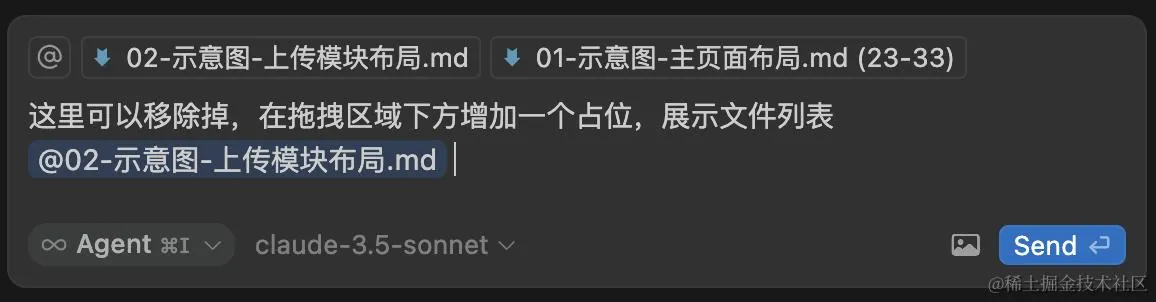 @ 02-示意图-上传模块布局.md 01-示意图-主页面布局.md (23-33)
这里可以移除掉，在拖拽区域下方增加一个占位，展示文件列表
@02-示意图-上传模块布局.md
Agent ⌘I claude-3.5-sonnet Send
@稀土掘金技术社区